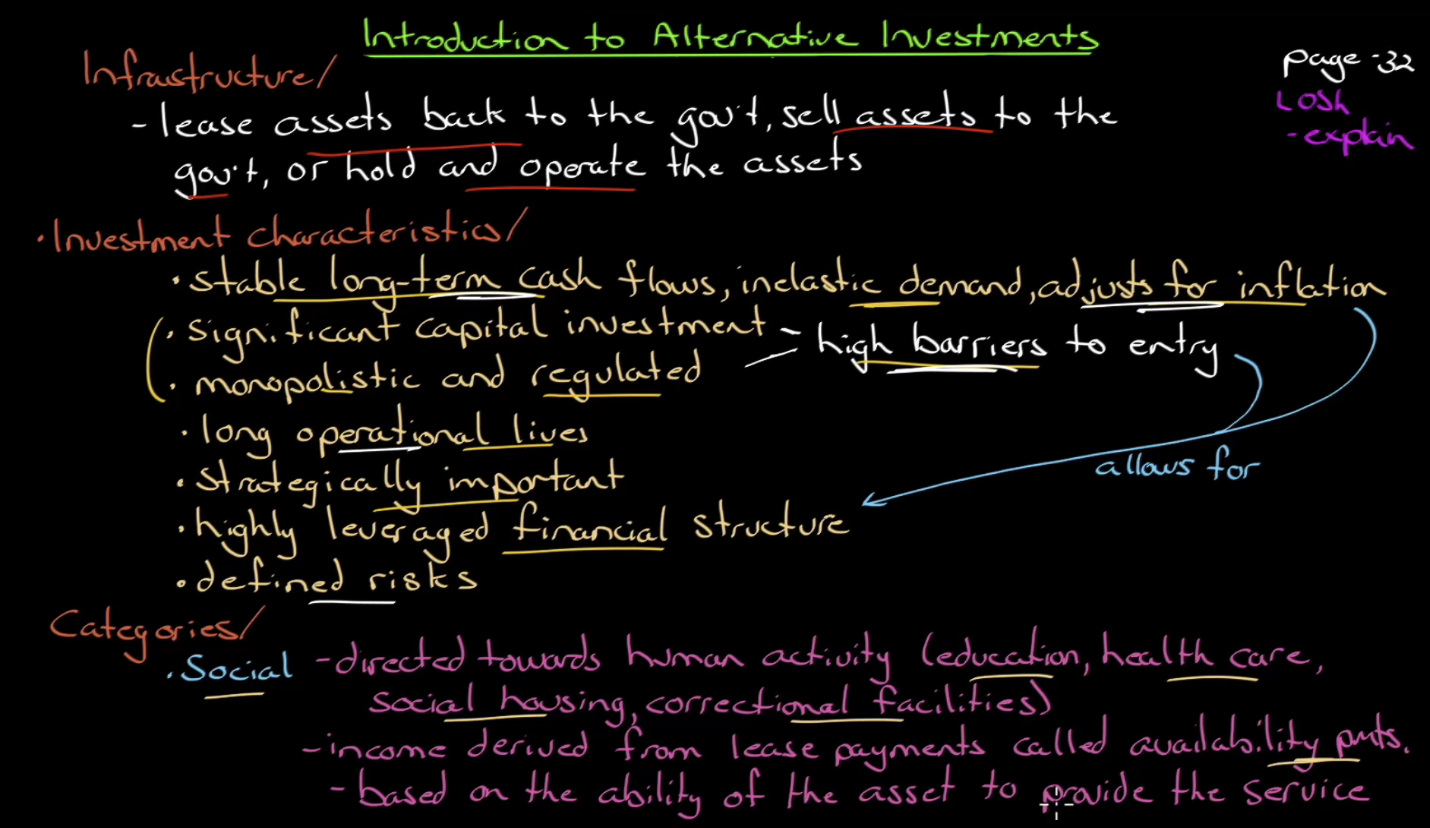 Introduction to Alternative Investments
page -32
LOSh
- explain
Infrastructure/
- lease assets back to the gov't, sell assets to the
gov't, or hold and operate the assets
• Investment characteristics/
• stable long-term cash flows, inelastic demand, adjusts for inflation
• significant capital investment - high barriers to entry
• monopolistic and regulated
• long operational lives
allows for
• strategically important
• highly leveraged financial structure
• defined risks
Categories/
• Social - directed towards human activity (education, health care,
social housing, correctional facilities)
- income derived from lease payments called availability pmts.
- based on the ability of the asset to provide the service